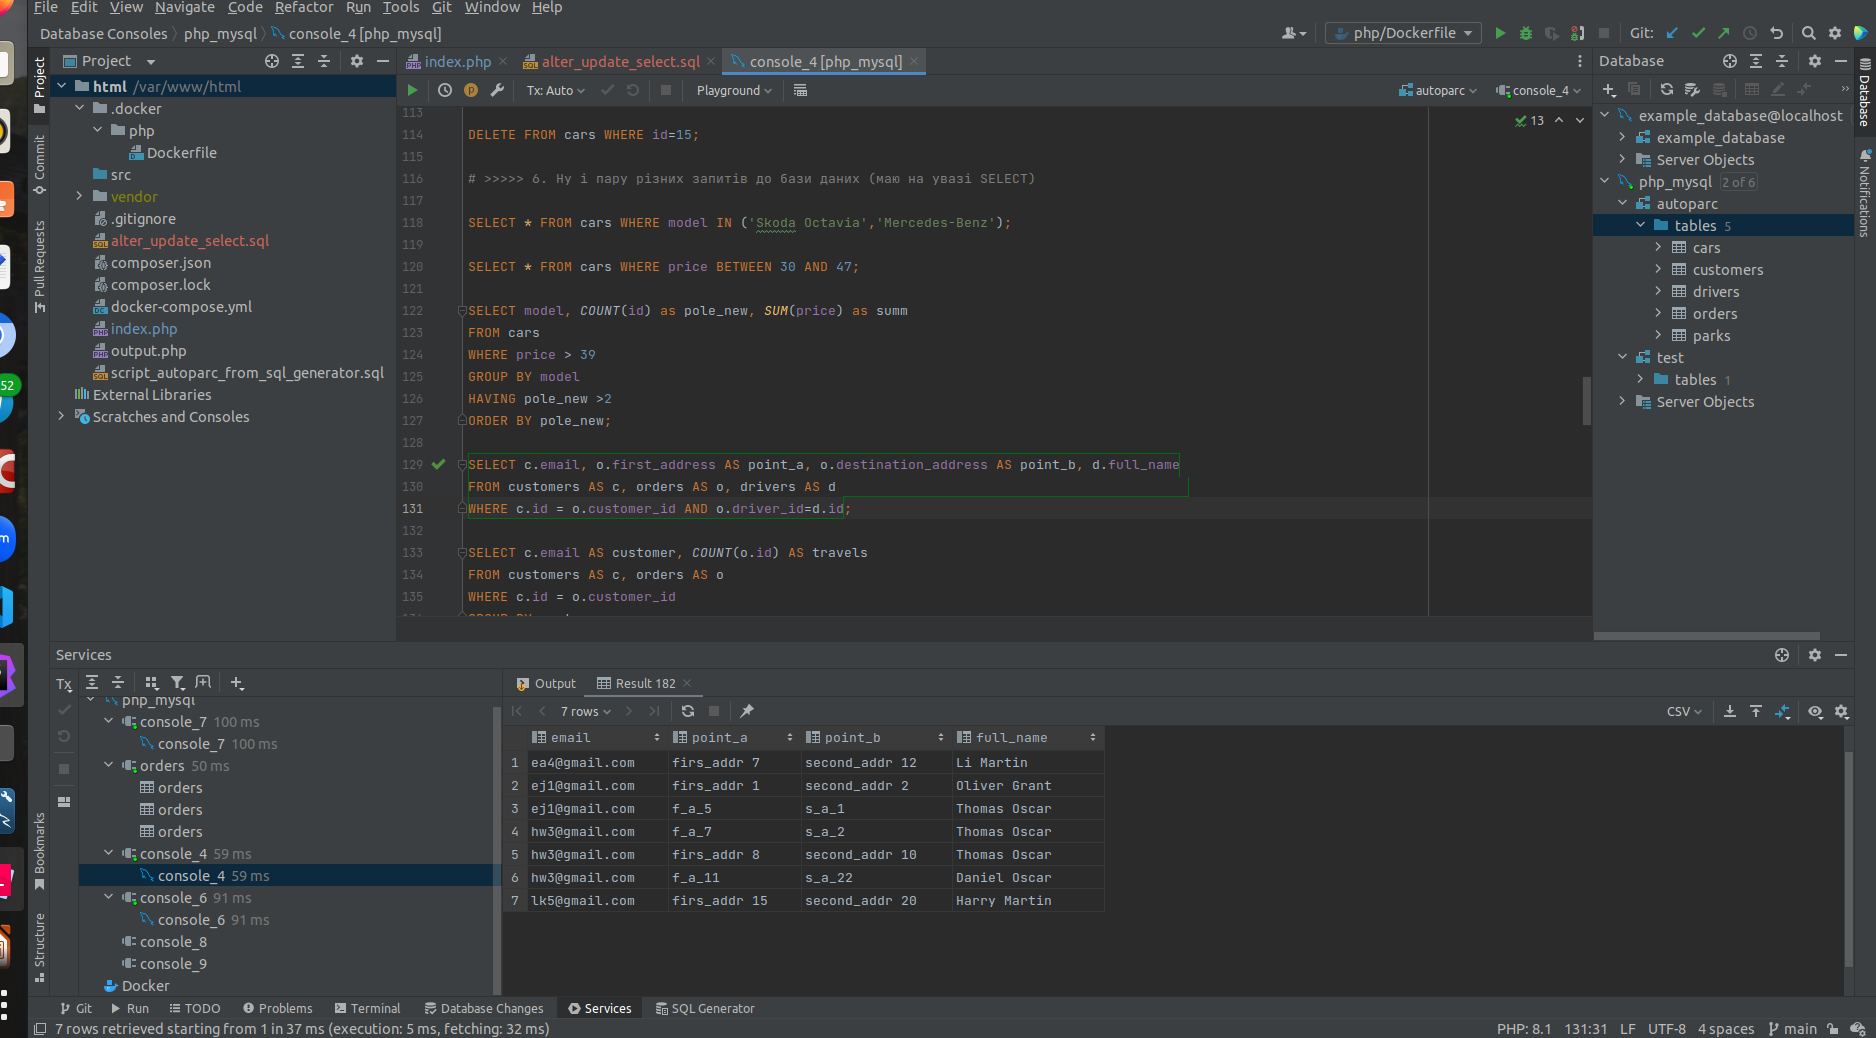 File Edit View Navigate Code Refactor Run Tools Git Window Help
Database Consoles php_mysql console_4 [php_mysql]
php/Dockerfile
Git:
Project
Commit
Pull Requests
Bookmarks
Structure
Project
html /var/www/html
.docker
php
Dockerfile
src
vendor
.gitignore
alter_update_select.sql
composer.json
composer.lock
docker-compose.yml
index.php
output.php
script_autoparc_from_sql_generator.sql
External Libraries
Scratches and Consoles
index.php
alter_update_select.sql
console_4 [php_mysql]
Tx: Auto
Playground
autoparc
console_4
13
113
114 DELETE FROM cars WHERE id=15;
115
116 # >>>>> 6. Ну і пару різних запитів до бази даних (маю на увазі SELECT)
117
118 SELECT * FROM cars WHERE model IN ('Skoda Octavia','Mercedes-Benz');
119
120 SELECT * FROM cars WHERE price BETWEEN 30 AND 47;
121
122 SELECT model, COUNT(id) as pole_new, SUM(price) as summ
123 FROM cars
124 WHERE price > 39
125 GROUP BY model
126 HAVING pole_new >2
127 ORDER BY pole_new;
128
129 SELECT c.email, o.first_address AS point_a, o.destination_address AS point_b, d.full_name
130 FROM customers AS c, orders AS o, drivers AS d
131 WHERE c.id = o.customer_id AND o.driver_id=d.id;
132
133 SELECT c.email AS customer, COUNT(o.id) AS travels
134 FROM customers AS c, orders AS o
135 WHERE c.id = o.customer_id
Database
example_database@localhost
example_database
Server Objects
php_mysql 2 of 6
autoparc
tables 5
cars
customers
drivers
orders
parks
test
tables 1
Server Objects
Database
Notifications
Services
Tx
php_mysql
console_7 100 ms
console_7 100 ms
orders 50 ms
orders
orders
orders
console_4 59 ms
console_4 59 ms
console_6 91 ms
console_6 91 ms
console_8
console_9
Docker
Output
Result 182
7 rows
CSV
email point_a point_b full_name
1 ea4@gmail.com firs_addr 7 second_addr 12 Li Martin
2 ej1@gmail.com firs_addr 1 second_addr 2 Oliver Grant
3 ej1@gmail.com f_a_5 s_a_1 Thomas Oscar
4 hw3@gmail.com f_a_7 s_a_2 Thomas Oscar
5 hw3@gmail.com firs_addr 8 second_addr 10 Thomas Oscar
6 hw3@gmail.com f_a_11 s_a_22 Daniel Oscar
7 lk5@gmail.com firs_addr 15 second_addr 20 Harry Martin
Git Run TODO Problems Terminal Database Changes Services SQL Generator
7 rows retrieved starting from 1 in 37 ms (execution: 5 ms, fetching: 32 ms)
PHP: 8.1 131:31 LF UTF-8 4 spaces main
52